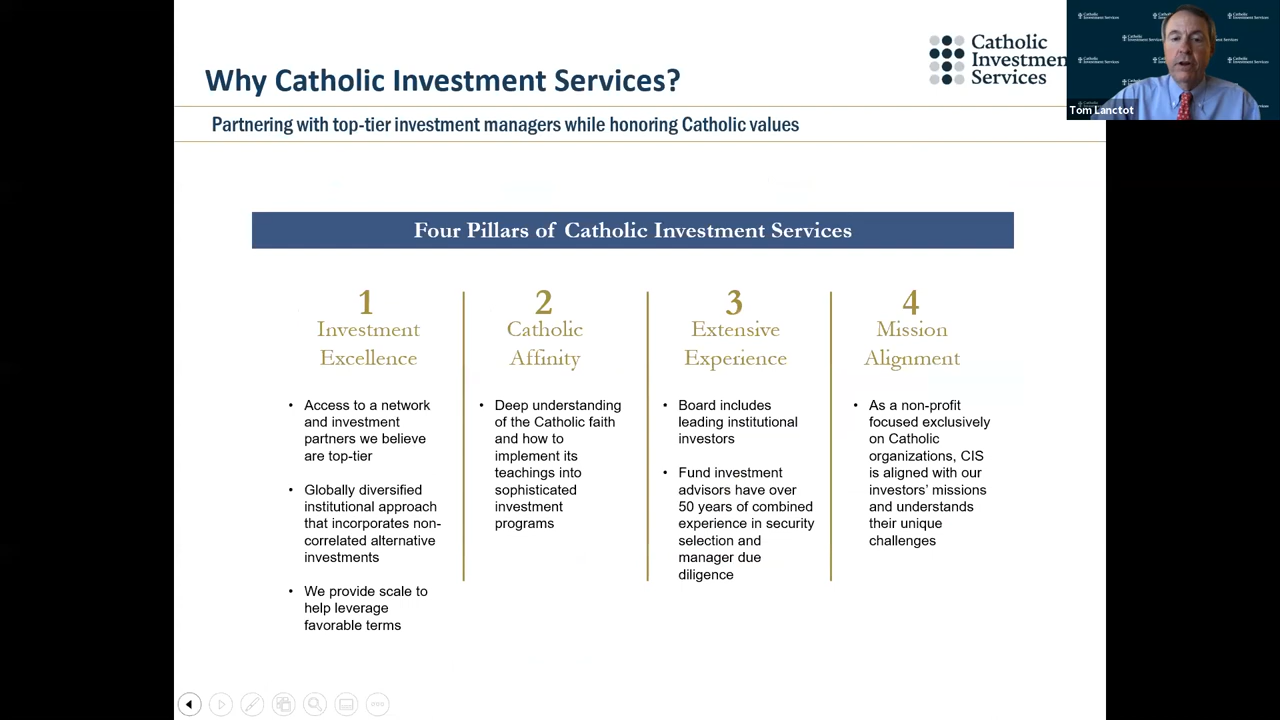 Why Catholic Investment Services?
Catholic
Investmen
Services
Partnering with top-tier investment managers while honoring Catholic values
Tom Lanctot
Four Pillars of Catholic Investment Services
1
Investment
Excellence
• Access to a network
and investment
partners we believe
are top-tier
• Globally diversified
institutional approach
that incorporates non-
correlated alternative
investments
• We provide scale to
help leverage
favorable terms
2
Catholic
Affinity
• Deep understanding
of the Catholic faith
and how to
implement its
teachings into
sophisticated
investment
programs
3
Extensive
Experience
• Board includes
leading institutional
investors
• Fund investment
advisors have over
50 years of combined
experience in security
selection and
manager due
diligence
4
Mission
Alignment
• As a non-profit
focused exclusively
on Catholic
organizations, CIS
is aligned with our
investors' missions
and understands
their unique
challenges